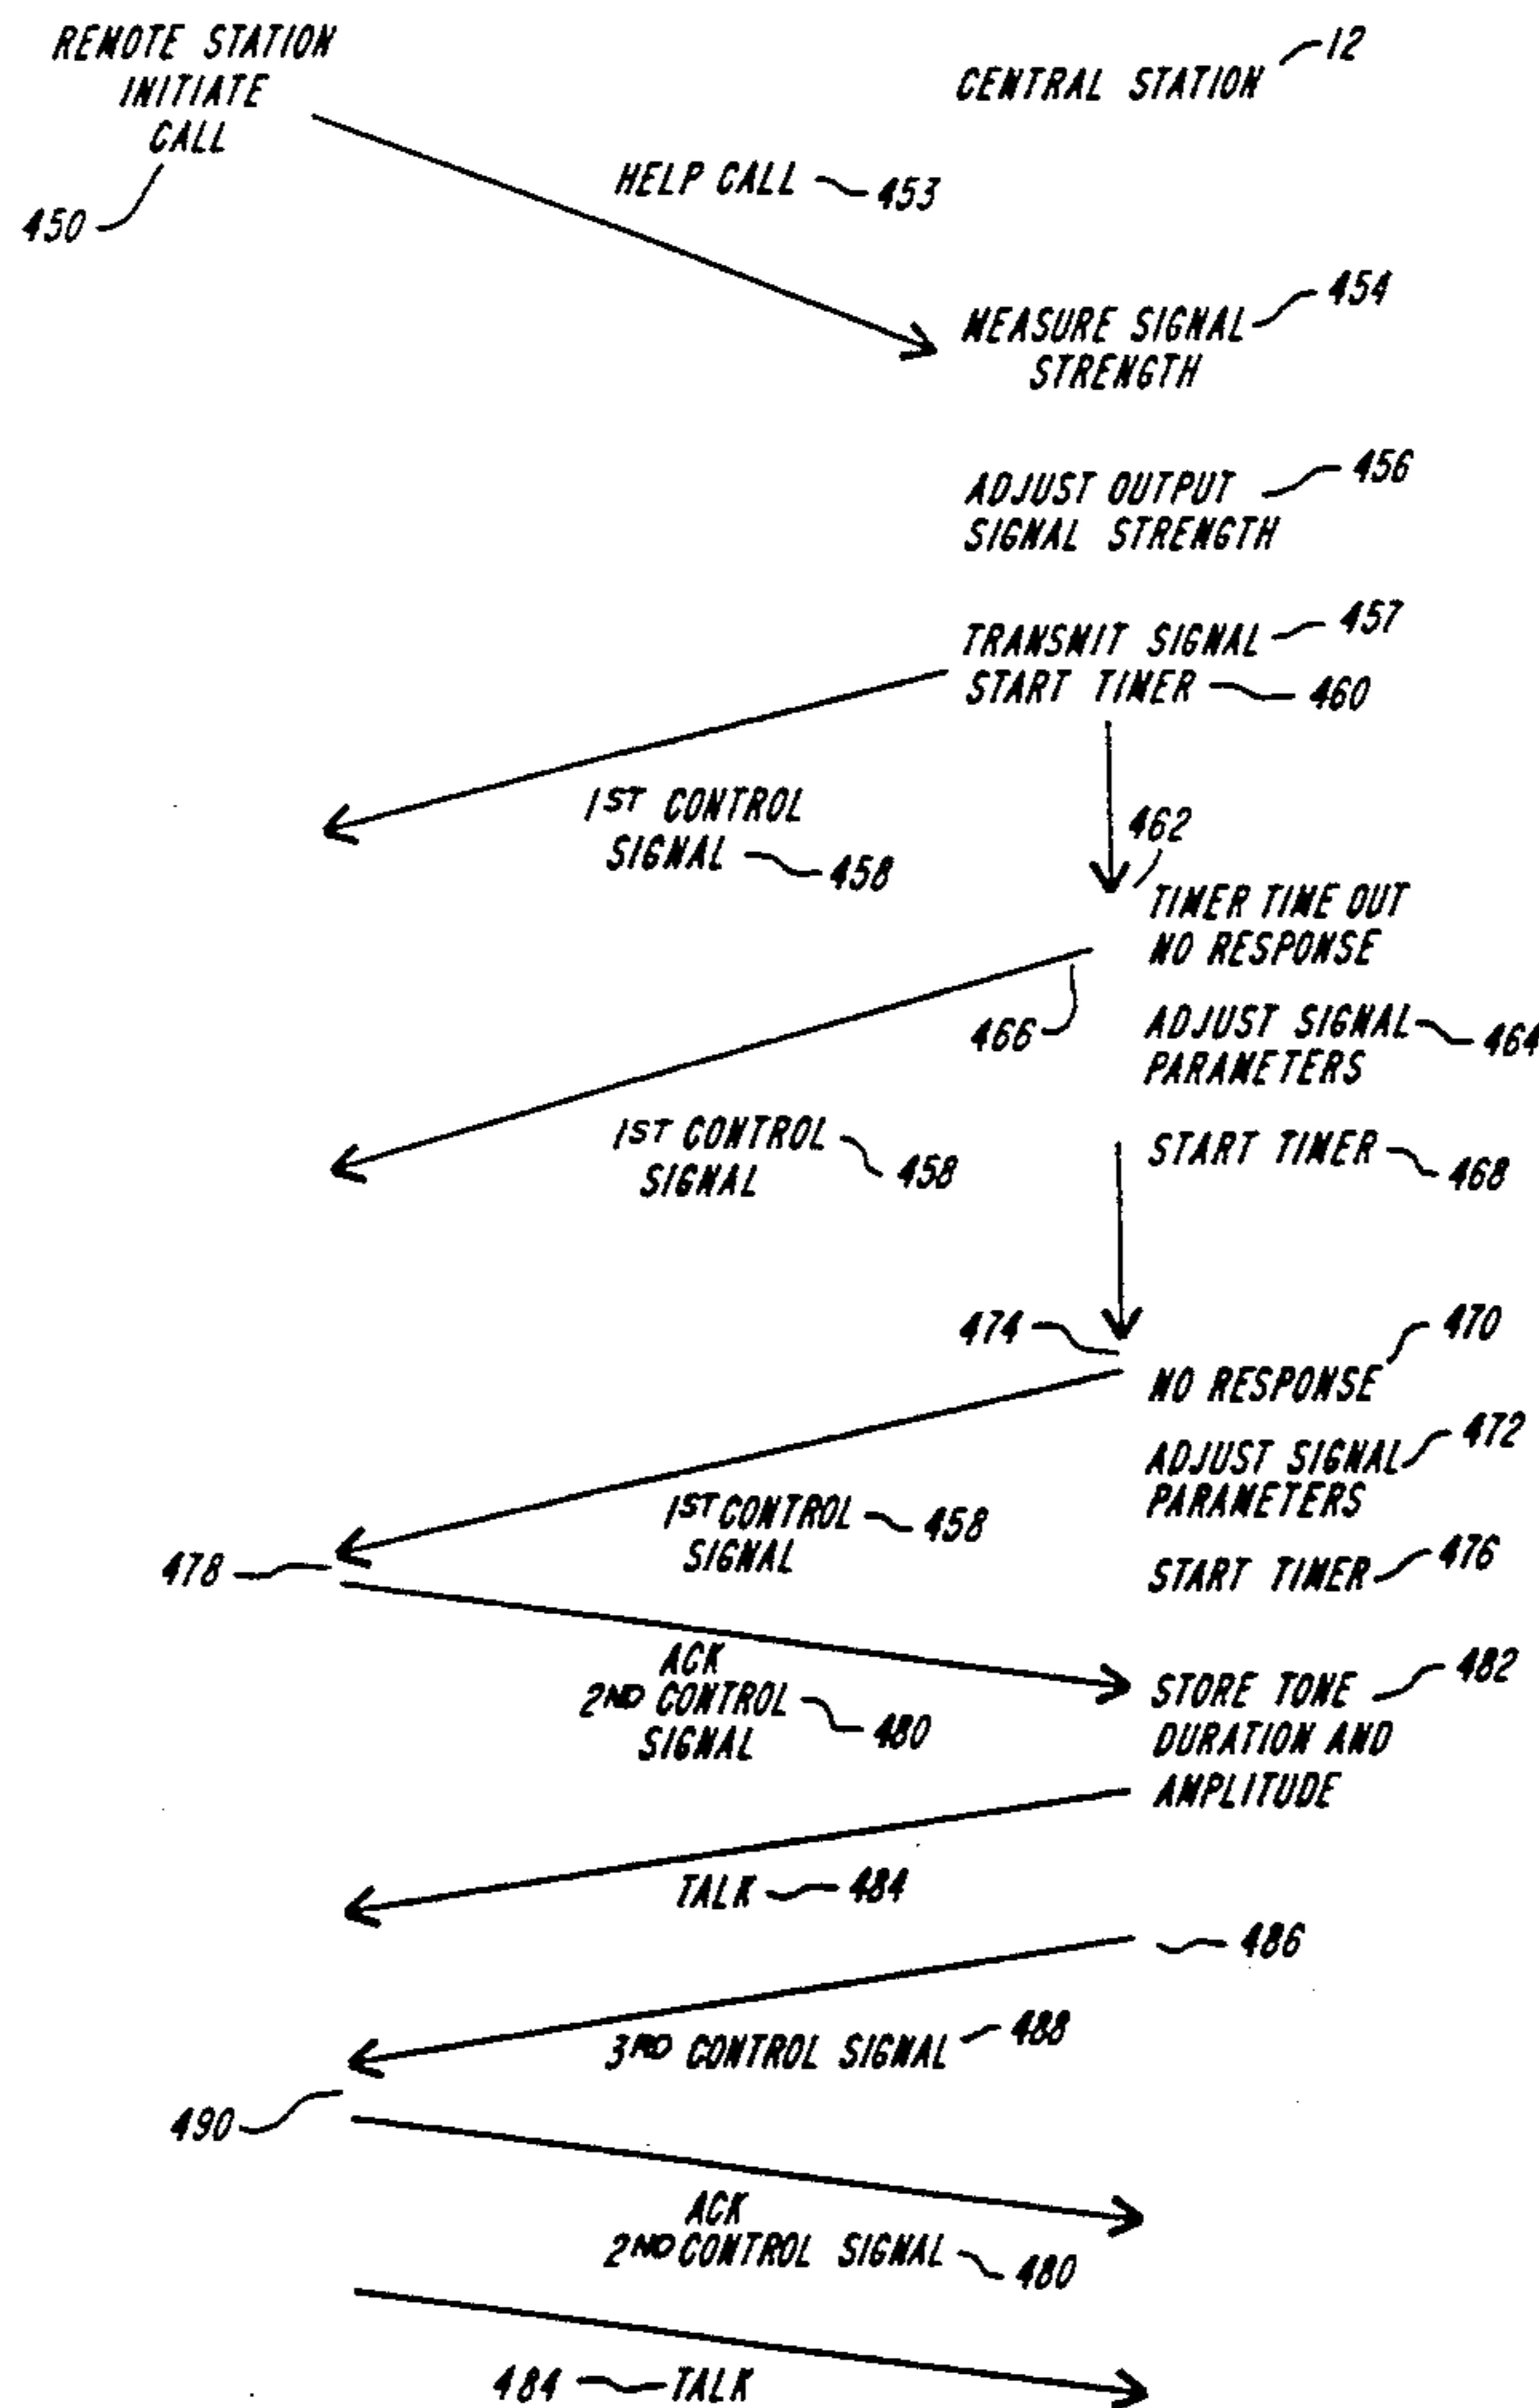 REMOTE STATION
INITIATE
CALL
450
CENTRAL STATION
12
HELP CALL
453
MEASURE SIGNAL
STRENGTH
454
ADJUST OUTPUT
SIGNAL STRENGTH
456
TRANSMIT SIGNAL
457
START TIMER
460
1ST CONTROL
SIGNAL
458
462
TIMER TIME OUT
NO RESPONSE
466
ADJUST SIGNAL
PARAMETERS
464
1ST CONTROL
SIGNAL
458
START TIMER
468
474
NO RESPONSE
470
ADJUST SIGNAL
PARAMETERS
472
1ST CONTROL
SIGNAL
458
START TIMER
476
478
ACK
2ND CONTROL
SIGNAL
480
STORE TONE
DURATION AND
AMPLITUDE
482
TALK
484
486
3RD CONTROL SIGNAL
488
490
ACK
2ND CONTROL SIGNAL
480
484
TALK